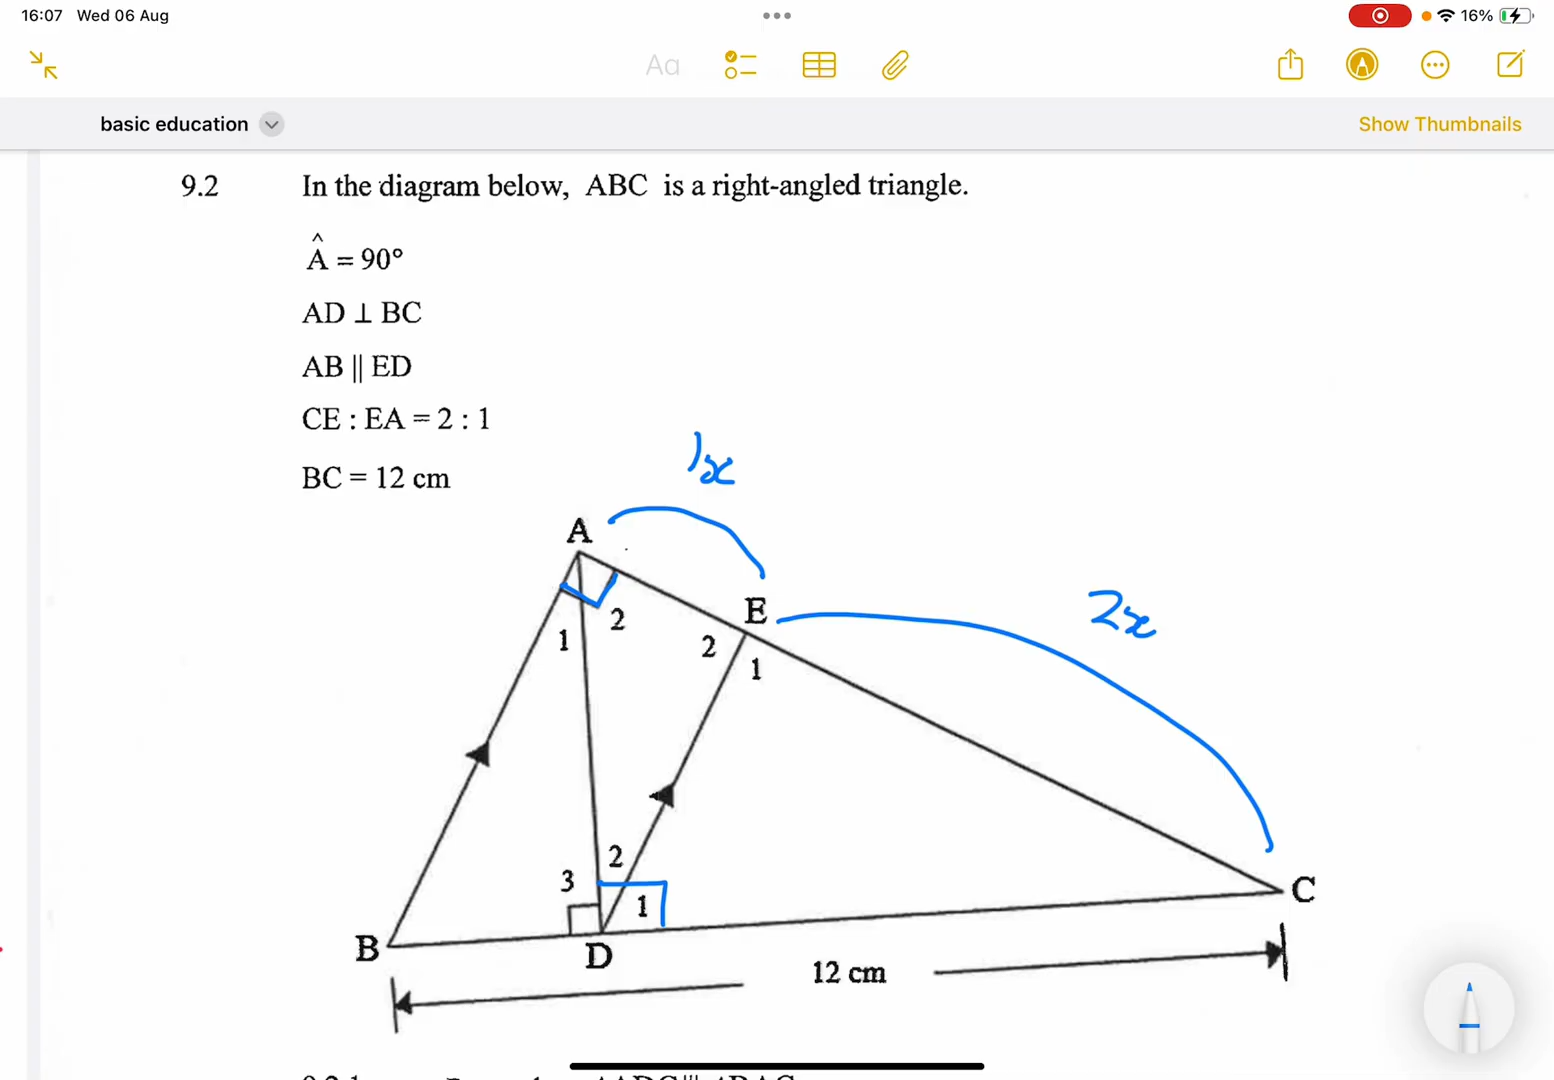 16:07 Wed 06 Aug
16%
Aa
basic education
Show Thumbnails
9.2 In the diagram below, ABC is a right-angled triangle.
Â = 90°
AD ⊥ BC
AB || ED
CE : EA = 2 : 1
BC = 12 cm
1x
A
E
2x
2
1
2
1
2
3
1
C
B
D
12 cm